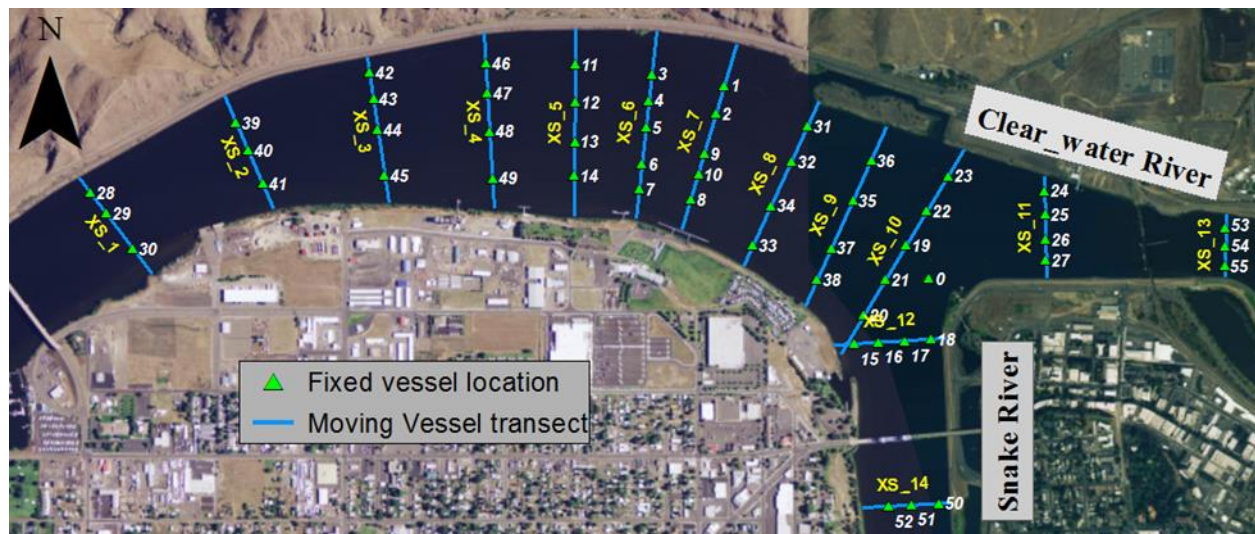 N
46
11
3
1
42
43
47
12
4
2
5
31
39
XS_3
44
XS_4
48
XS_5
13
XS_6
XS_7
9
Clear_water River
40
XS_2
45
49
14
6
10
XS_8
32
36
41
7
8
34
35
23
24
28
29
XS_1
30
33
XS_9
37
22
XS_10
19
XS_11
25
26
27
XS_13
53
54
55
38
21
0
20
XS_12
15
16
17
18
Fixed vessel location
Moving Vessel transect
Snake River
XS_14
52
51
50